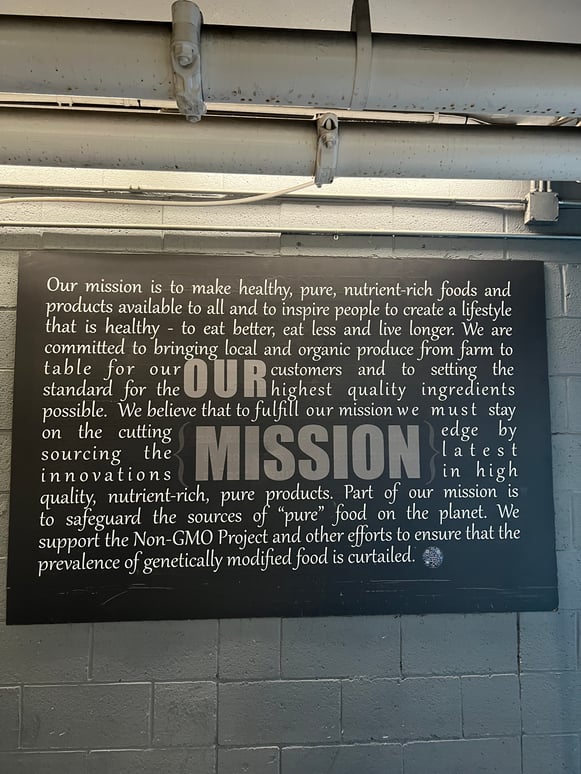 Our mission is to make healthy, pure, nutrient-rich foods and
products available to all and to inspire people to create a lifestyle
that is healthy - to eat better, eat less and live longer. We are
committed to bringing local and organic produce from farm to
table for our OUR customers and to setting the
standard for the highest quality ingredients
possible. We believe that to fulfill our mission we must stay
on the cutting edge by
sourcing the {MISSION} latest
innovations in high
quality, nutrient-rich, pure products. Part of our mission is
to safeguard the sources of "pure" food on the planet. We
support the Non-GMO Project and other efforts to ensure that the
prevalence of genetically modified food is curtailed.